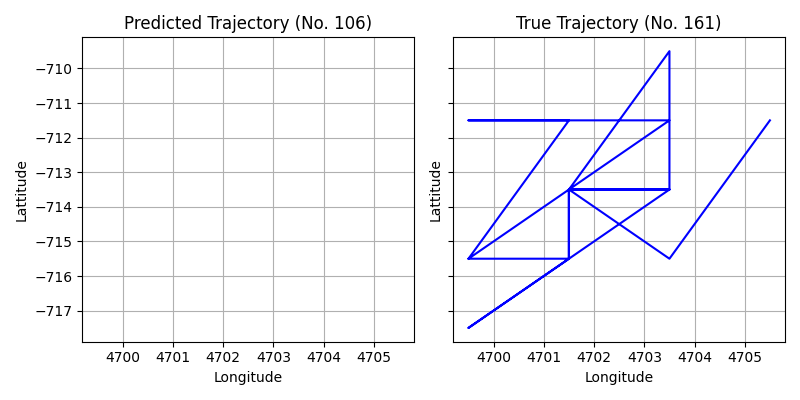 Predicted Trajectory (No. 106)
True Trajectory (No. 161)
Lattitude
−710
−711
−712
−713
−714
−715
−716
−717
4700 4701 4702 4703 4704 4705
Longitude
Lattitude
4700 4701 4702 4703 4704 4705
Longitude